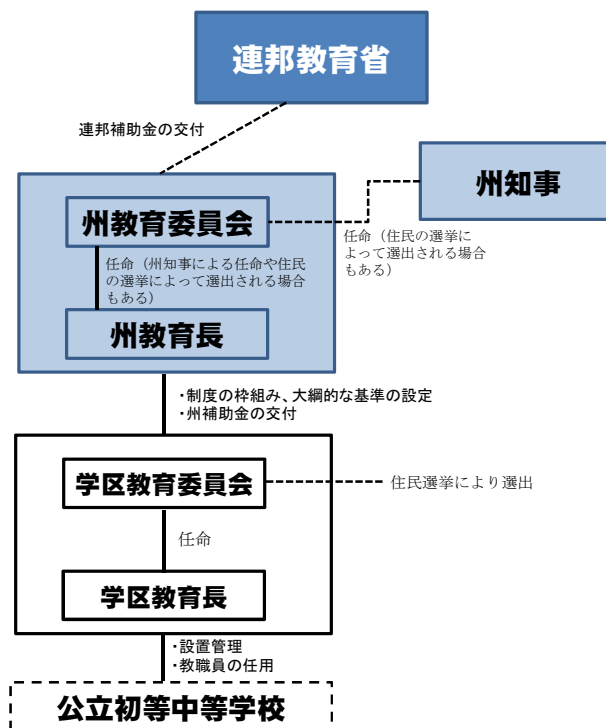 連邦教育省
連邦補助金の交付
州知事
州教育委員会
任命（住民の選挙に
よって選出される場合
もある）
任命（州知事による任命や住民
の選挙によって選出される場合
もある）
州教育長
・制度の枠組み、大綱的な基準の設定
・州補助金の交付
学区教育委員会
住民選挙により選出
任命
学区教育長
・設置管理
・教職員の任用
公立初等中等学校